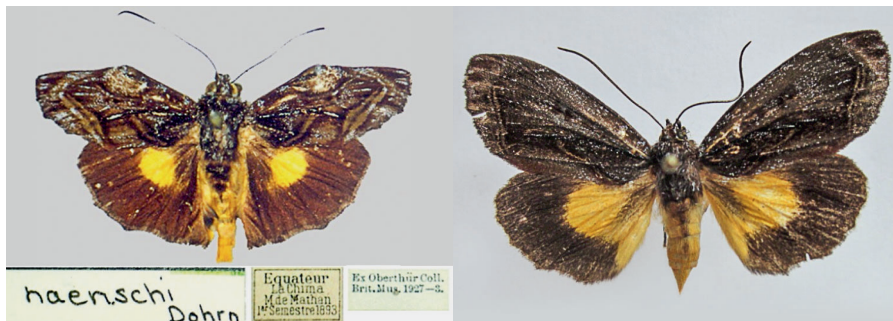 haenschi
Dohrn
Equateur
La Chima
M. de Mathan
1er Semestre 1893
Ex Oberthür Coll.
Brit. Mus. 1927—3.